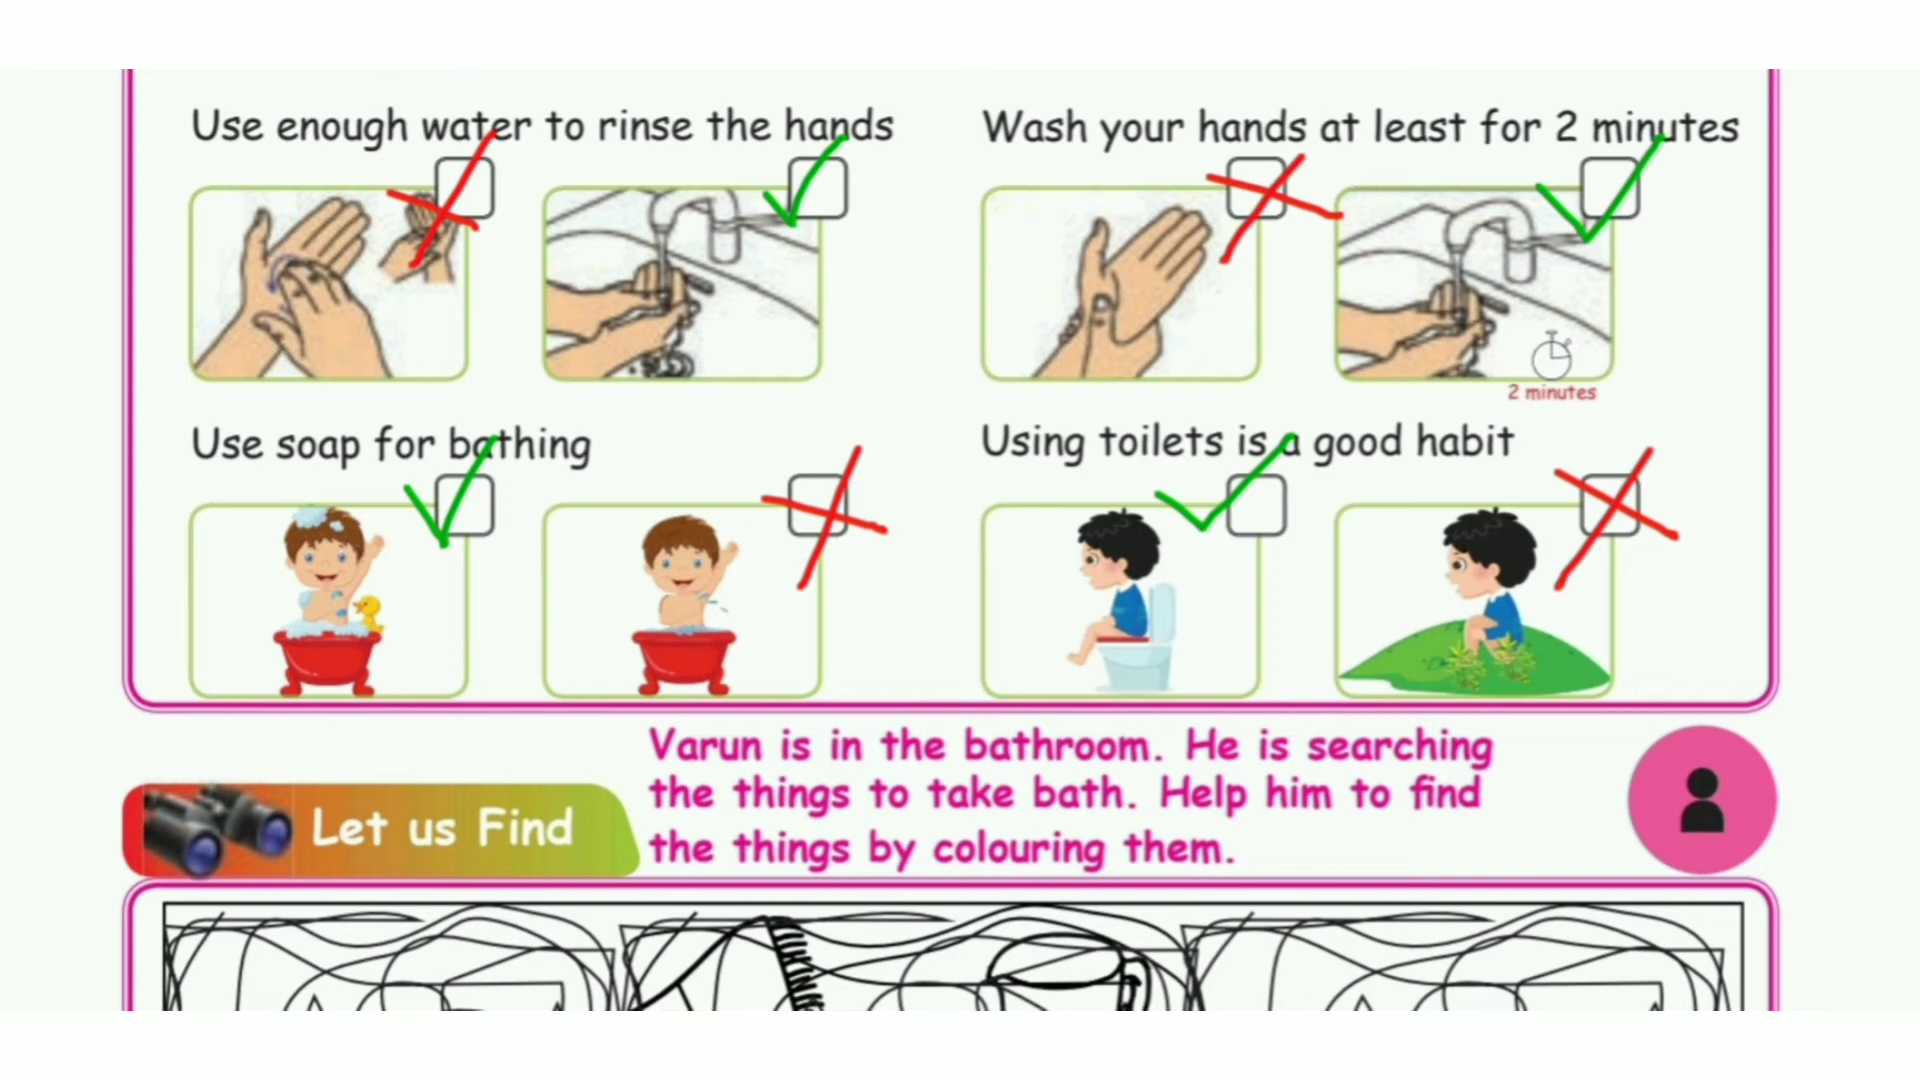 Use enough water to rinse the hands
Wash your hands at least for 2 minutes
2 minutes
Use soap for bathing
Using toilets is a good habit
Let us Find
Varun is in the bathroom. He is searching
the things to take bath. Help him to find
the things by colouring them.